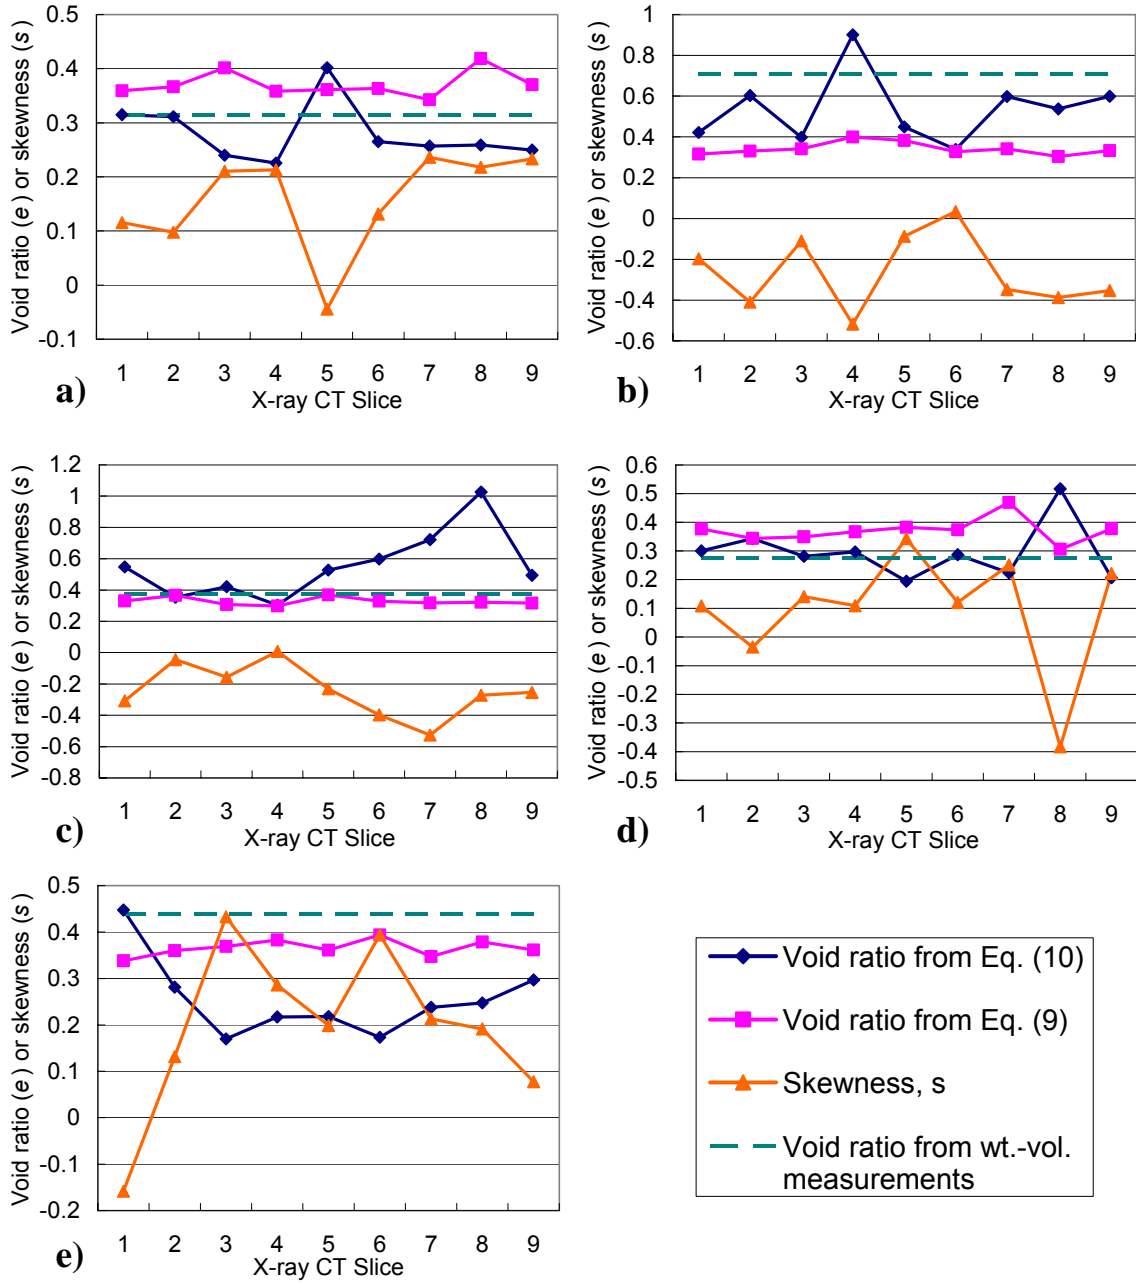 0.5
0.4
0.3
0.2
0.1
0
-0.1
Void ratio (e) or skewness (s)
1 2 3 4 5 6 7 8 9
X-ray CT Slice
a)
1
0.8
0.6
0.4
0.2
0
-0.2
-0.4
-0.6
Void ratio (e) or skewness (s)
1 2 3 4 5 6 7 8 9
X-ray CT Slice
b)
1.2
1
0.8
0.6
0.4
0.2
0
-0.2
-0.4
-0.6
-0.8
Void ratio (e) or skewness (s)
1 2 3 4 5 6 7 8 9
X-ray CT Slice
c)
0.6
0.5
0.4
0.3
0.2
0.1
0
-0.1
-0.2
-0.3
-0.4
-0.5
Void ratio (e) or skewness (s)
1 2 3 4 5 6 7 8 9
X-ray CT Slice
d)
0.5
0.4
0.3
0.2
0.1
0
-0.1
-0.2
Void ratio (e) or skewness (s)
1 2 3 4 5 6 7 8 9
X-ray CT Slice
e)
Void ratio from Eq. (10)
Void ratio from Eq. (9)
Skewness, s
Void ratio from wt.-vol.
measurements